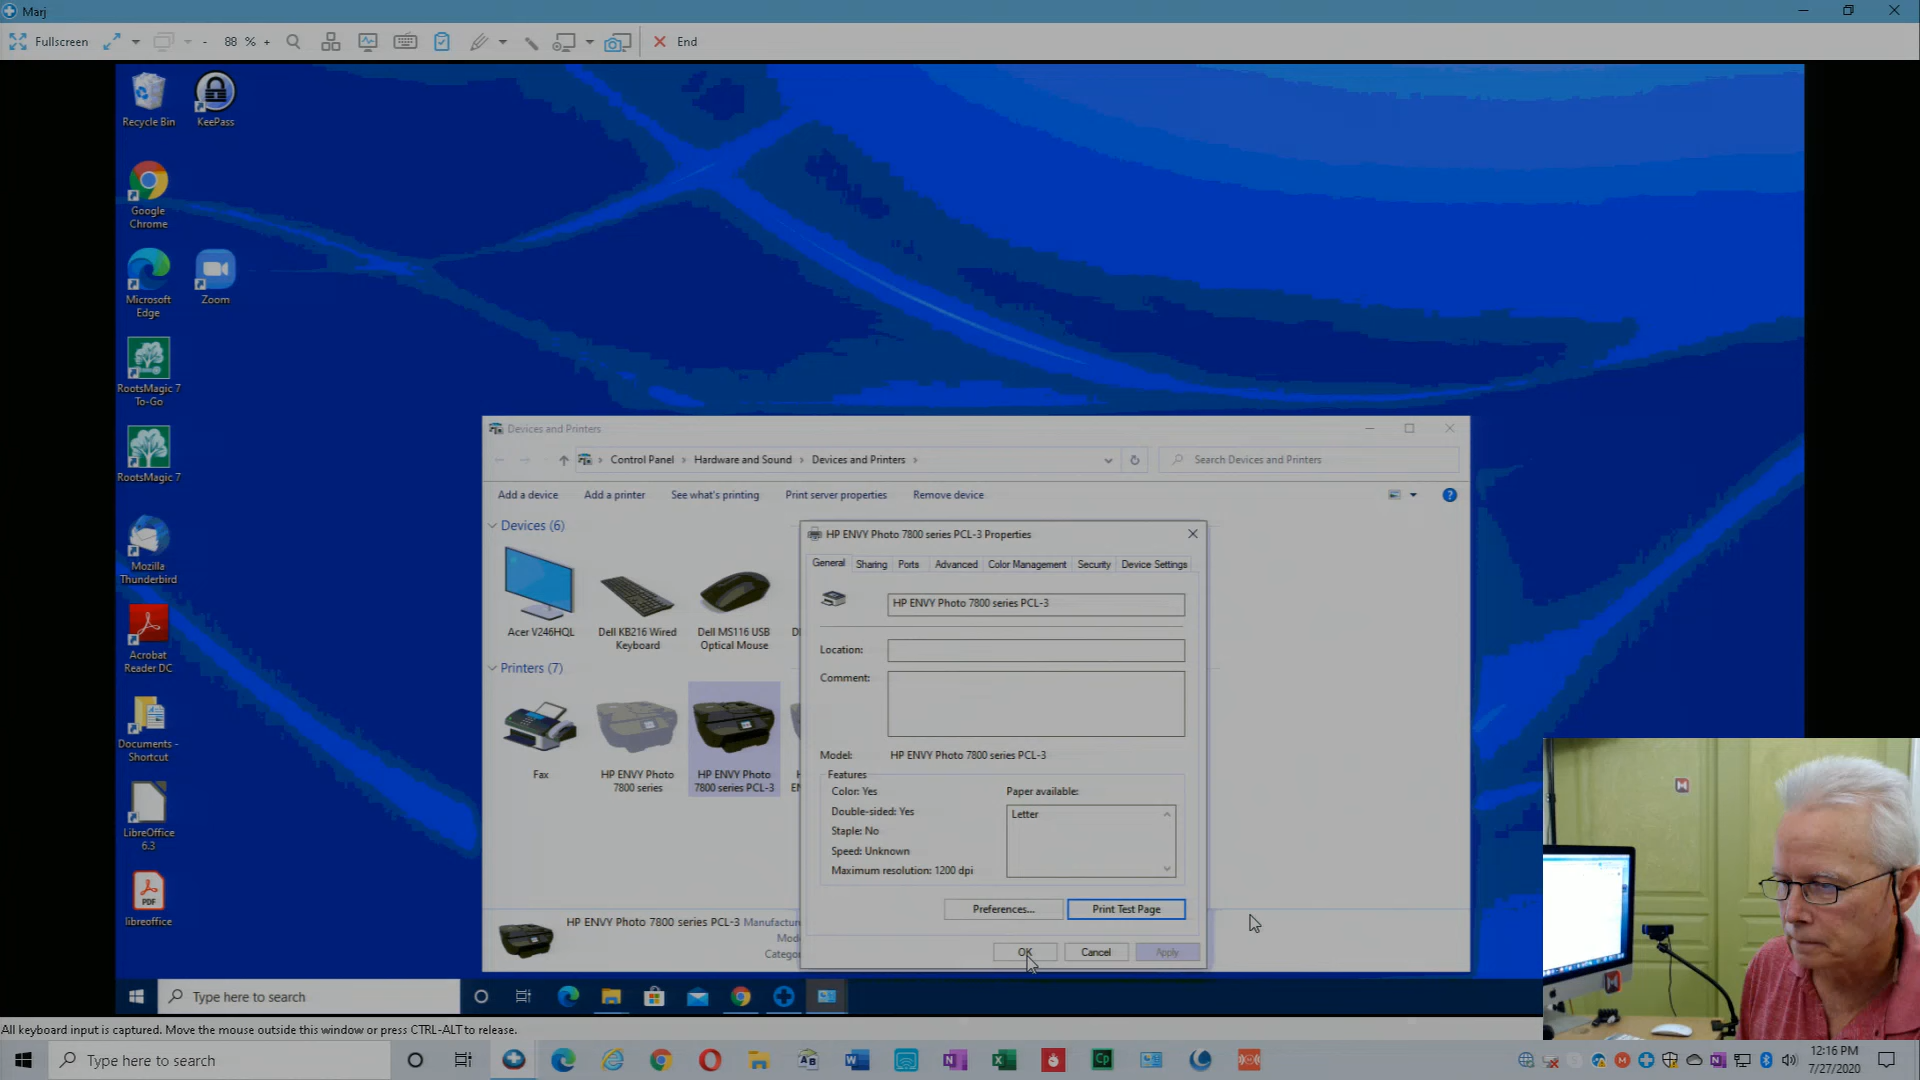 Marj
Fullscreen
- 88 % +
End
Recycle Bin
KeePass
Google
Chrome
Microsoft
Edge
Zoom
RootsMagic 7
To-Go
RootsMagic 7
Mozilla
Thunderbird
Acrobat
Reader DC
Documents -
Shortcut
LibreOffice
6.3
PDF
libreoffice
Devices and Printers
Control Panel > Hardware and Sound > Devices and Printers >
Search Devices and Printers
Add a device
Add a printer
See what's printing
Print server properties
Remove device
Devices (6)
Acer V246HQL
Dell KB216 Wired
Keyboard
Dell MS116 USB
Optical Mouse
Printers (7)
Fax
HP ENVY Photo
7800 series
HP ENVY Photo
7800 series PCL-3
HP ENVY Photo 7800 series PCL-3 Manufactur
Mod
Categor
HP ENVY Photo 7800 series PCL-3 Properties
General
Sharing
Ports
Advanced
Color Management
Security
Device Settings
HP ENVY Photo 7800 series PCL-3
Location:
Comment:
Model: HP ENVY Photo 7800 series PCL-3
Features
Color: Yes
Double-sided: Yes
Staple: No
Speed: Unknown
Maximum resolution: 1200 dpi
Paper available:
Letter
Preferences...
Print Test Page
OK
Cancel
Apply
Type here to search
All keyboard input is captured. Move the mouse outside this window or press CTRL-ALT to release.
Type here to search
12:16 PM
7/27/2020